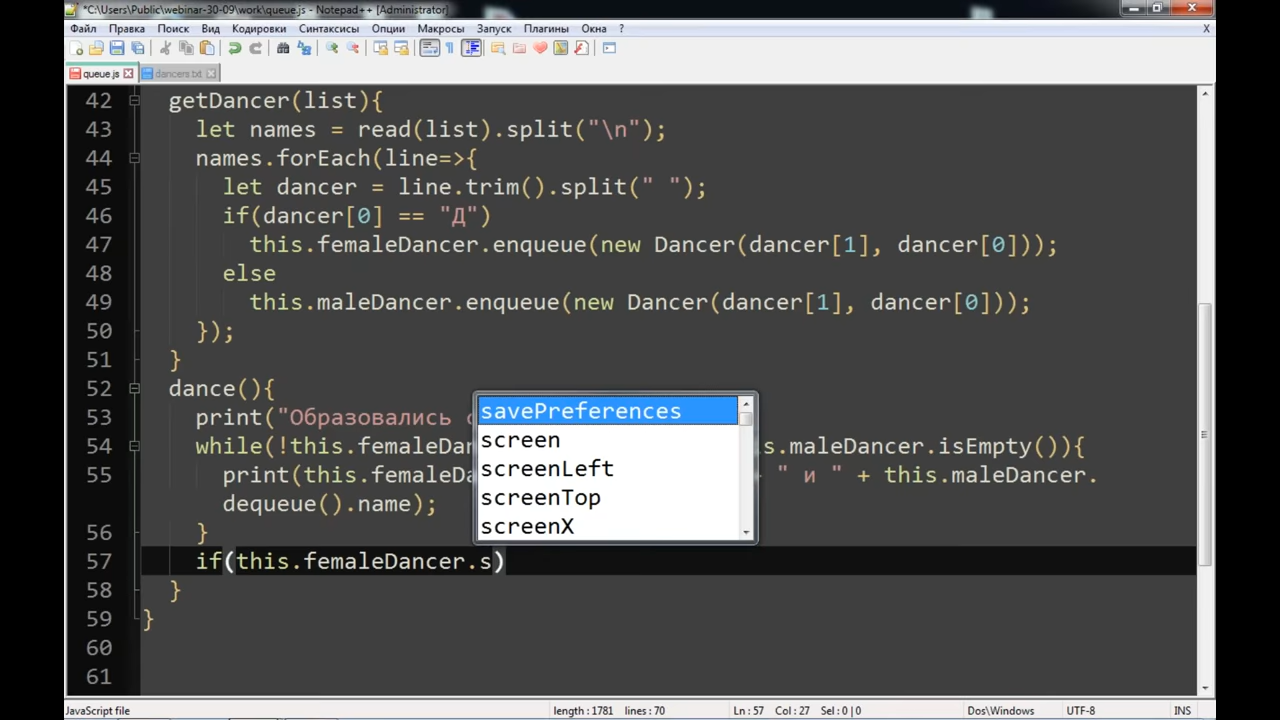 *C:\Users\Public\webinar-30-09\work\queue.js - Notepad++ [Administrator]
Файл Правка Поиск Вид Кодировки Синтаксисы Опции Макросы Запуск Плагины Окна ? X
queue.js dancers.txt
42 getDancer(list){
43 let names = read(list).split("\n");
44 names.forEach(line=>{
45 let dancer = line.trim().split(" ");
46 if(dancer[0] == "Д")
47 this.femaleDancer.enqueue(new Dancer(dancer[1], dancer[0]));
48 else
49 this.maleDancer.enqueue(new Dancer(dancer[1], dancer[0]));
50 });
51 }
52 dance(){
53 print("Образовались
54 while(!this.femaleDan s.maleDancer.isEmpty()){
55 print(this.femaleDa " и " + this.maleDancer.
dequeue().name);
56 }
57 if(this.femaleDancer.s)
58 }
59 }
60
61
savePreferences
screen
screenLeft
screenTop
screenX
JavaScript file length : 1781 lines : 70 Ln : 57 Col : 27 Sel : 0 | 0 Dos\Windows UTF-8 INS